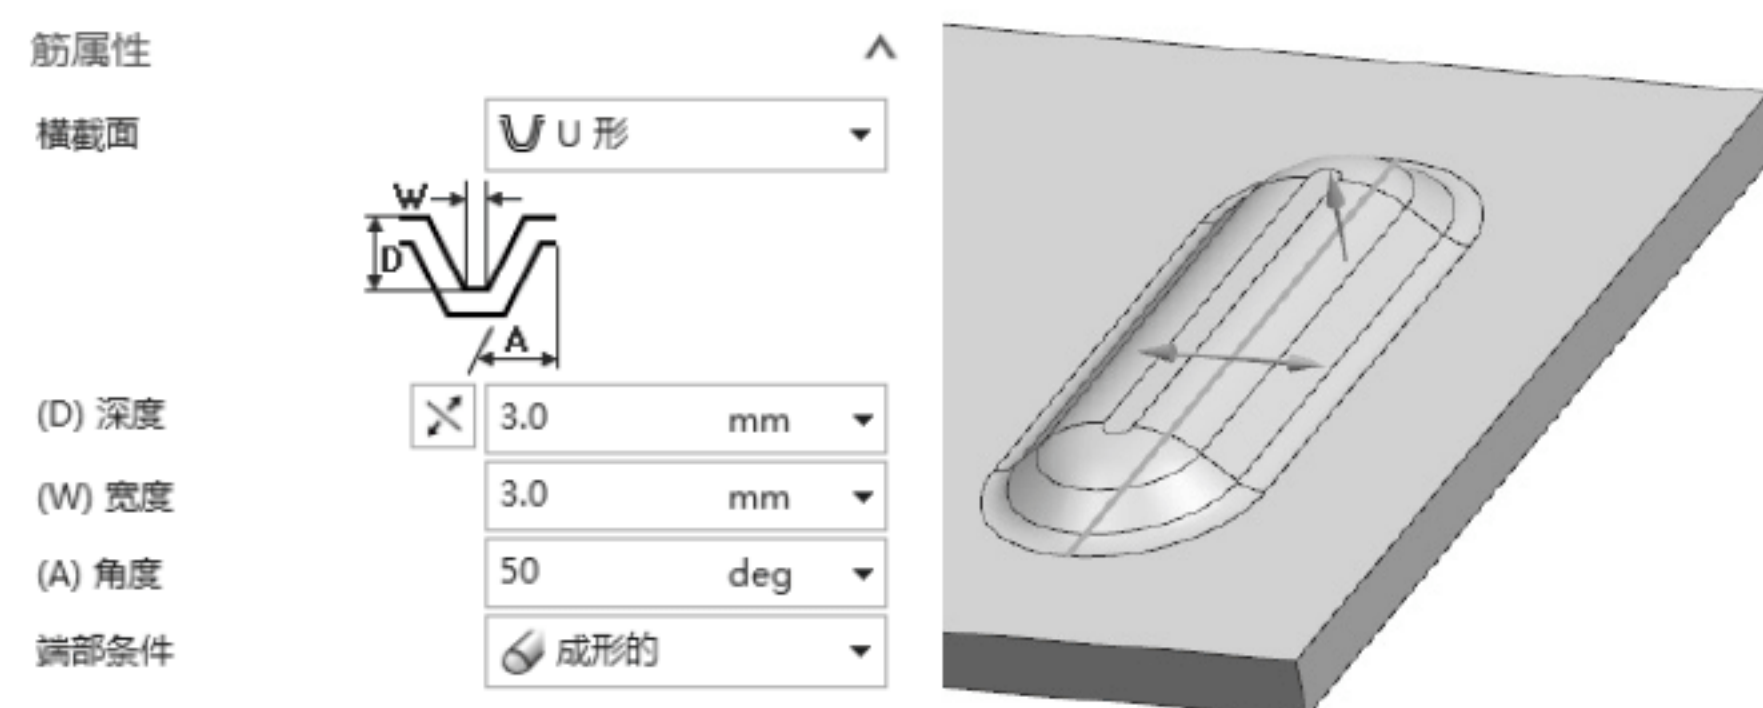 筋属性
横截面 U 形
W
D
A
(D) 深度 3.0 mm
(W) 宽度 3.0 mm
(A) 角度 50 deg
端部条件 成形的